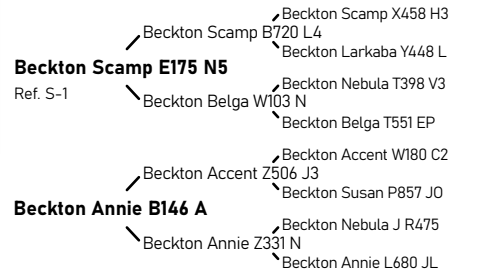 Beckton Scamp X458 H3
Beckton Scamp B720 L4
Beckton Larkaba Y448 L
Beckton Scamp E175 N5
Ref. S-1
Beckton Nebula T398 V3
Beckton Belga W103 N
Beckton Belga T551 EP
Beckton Accent W180 C2
Beckton Accent Z506 J3
Beckton Susan P857 JO
Beckton Annie B146 A
Beckton Nebula J R475
Beckton Annie Z331 N
Beckton Annie L680 JL